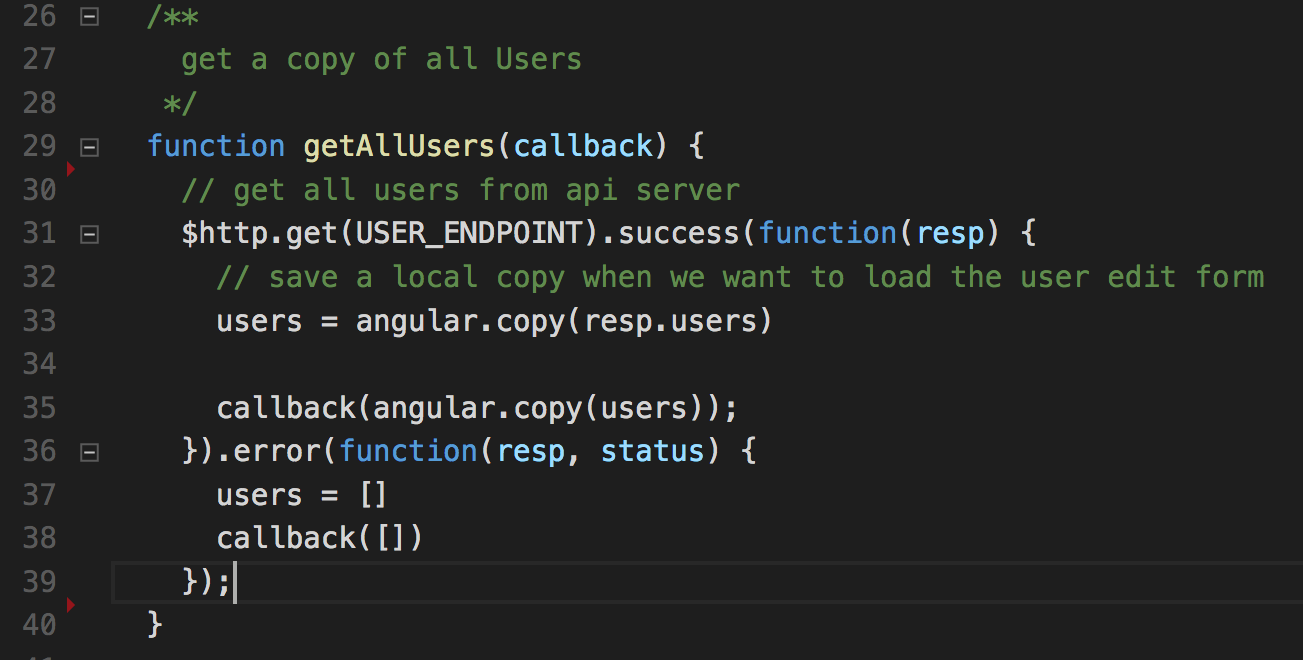 26 /**
27 get a copy of all Users
28 */
29 function getAllUsers(callback) {
30 // get all users from api server
31 $http.get(USER_ENDPOINT).success(function(resp) {
32 // save a local copy when we want to load the user edit form
33 users = angular.copy(resp.users)
34
35 callback(angular.copy(users));
36 }).error(function(resp, status) {
37 users = []
38 callback([])
39 });
40 }